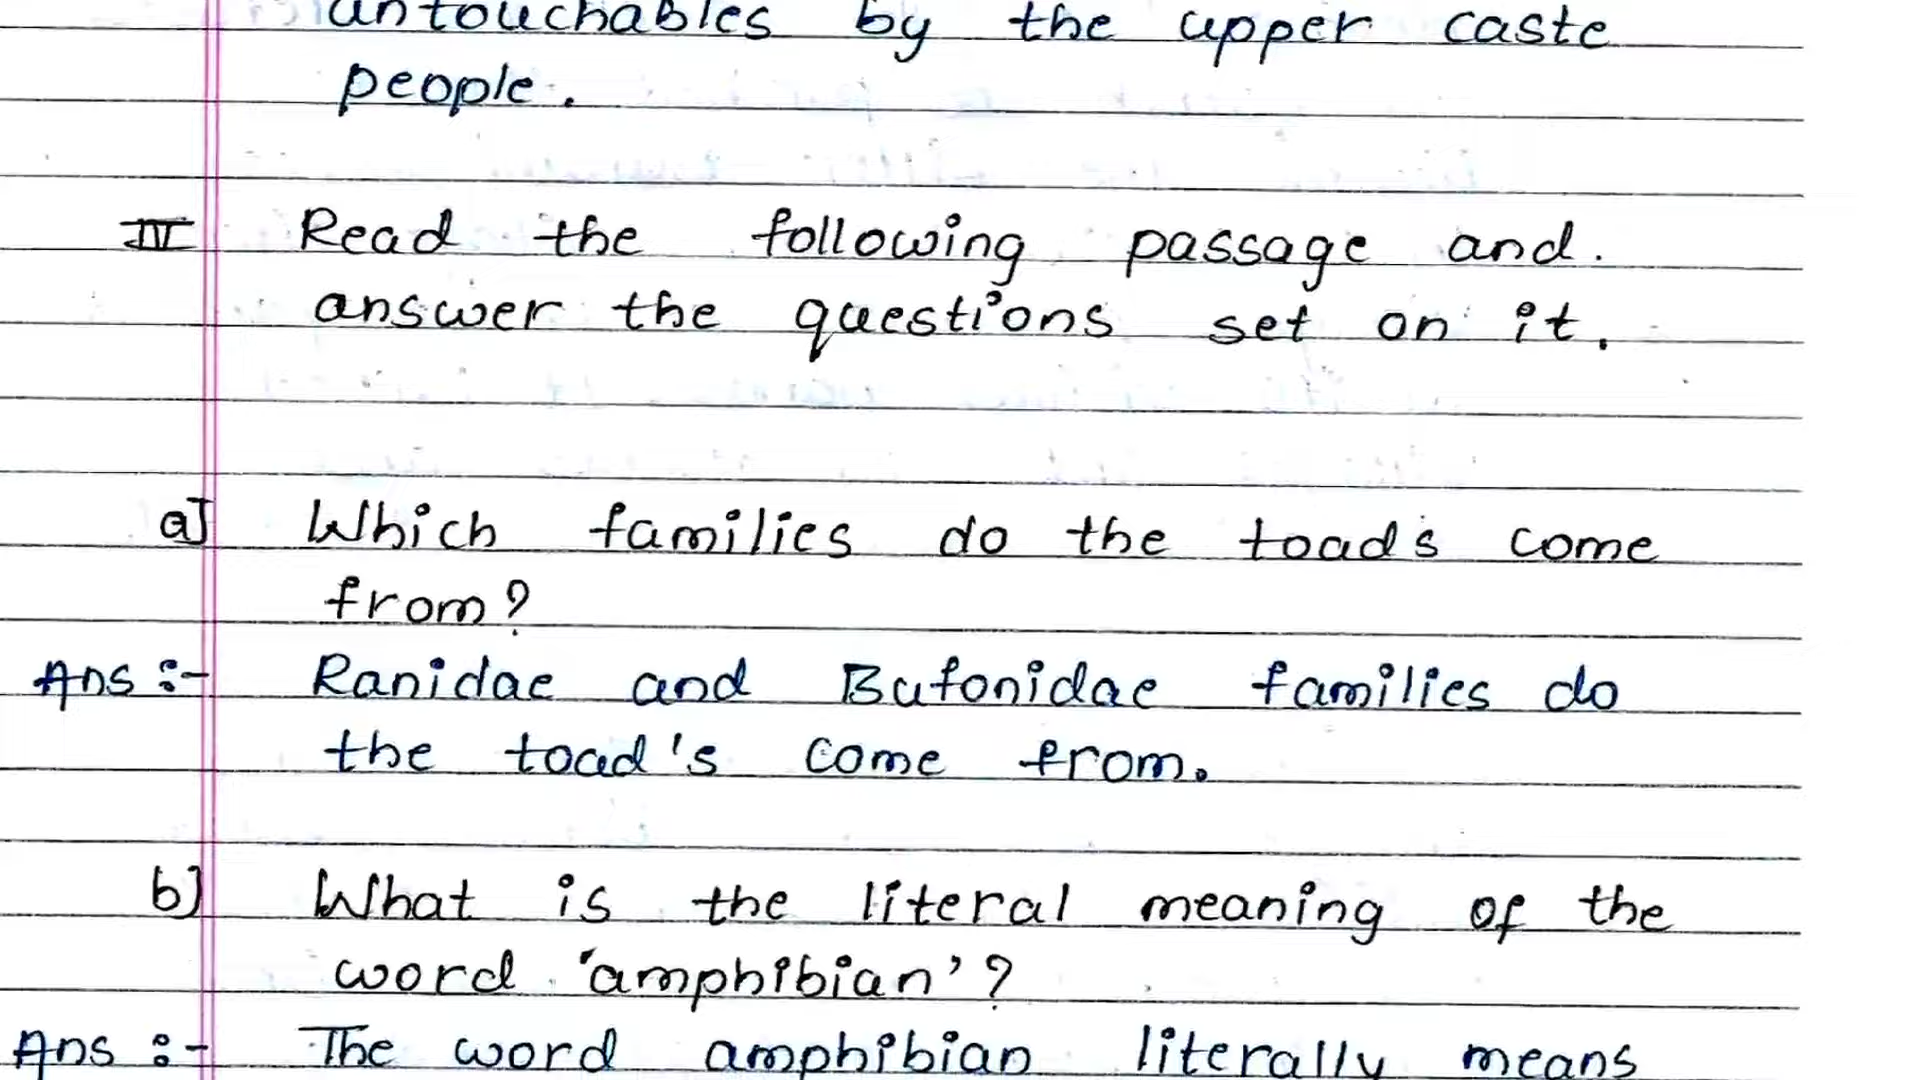 untouchables by the upper caste
people.
IV Read the following passage and.
answer the questions set on it.
a] Which families do the toads come
from?
Ans :- Ranidae and Bufonidae families do
the toad's come from.
b] What is the literal meaning of the
word 'amphibian'?
Ans :- The word amphibian literally means